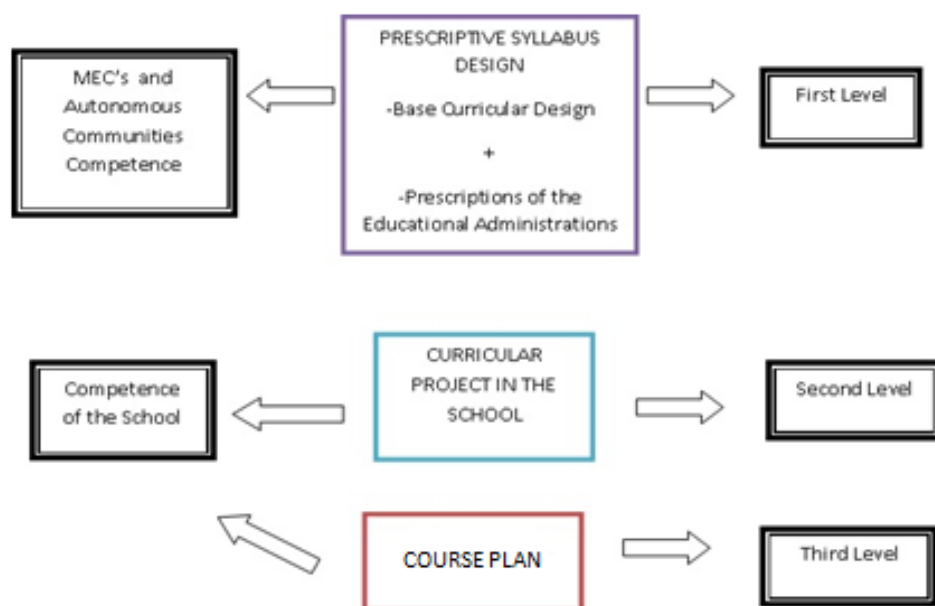 PRESCRIPTIVE SYLLABUS
DESIGN
-Base Curricular Design
+
-Prescriptions of the
Educational Administrations
MEC's and
Autonomous
Communities
Competence
First Level
CURRICULAR
PROJECT IN THE
SCHOOL
Competence
of the School
Second Level
COURSE PLAN
Third Level